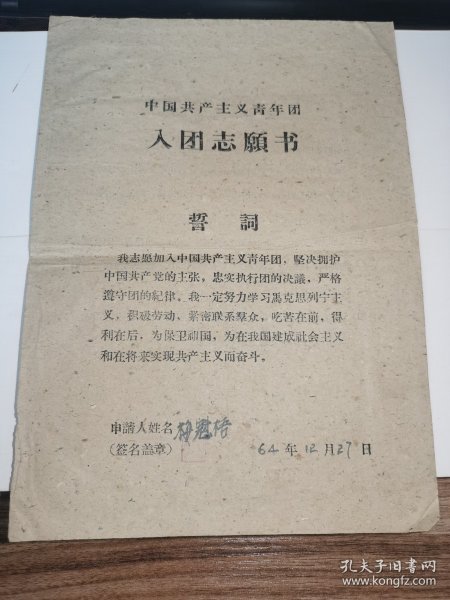 中国共产主义青年团
入团志願书
誓詞
我志愿加入中国共产主义青年团，坚决拥护
中国共产党的主张，忠实执行团的决議，严格
遵守团的紀律。我一定努力学习馬克思列宁主
义，积极劳动，紧密联系羣众，吃苦在前，得
利在后，为保卫祖国，为在我国建成社会主义
和在将来实现共产主义而奋斗。
申請人姓名
(签名盖章) 64年12月27日
孔夫子旧书网
www.kongfz.com